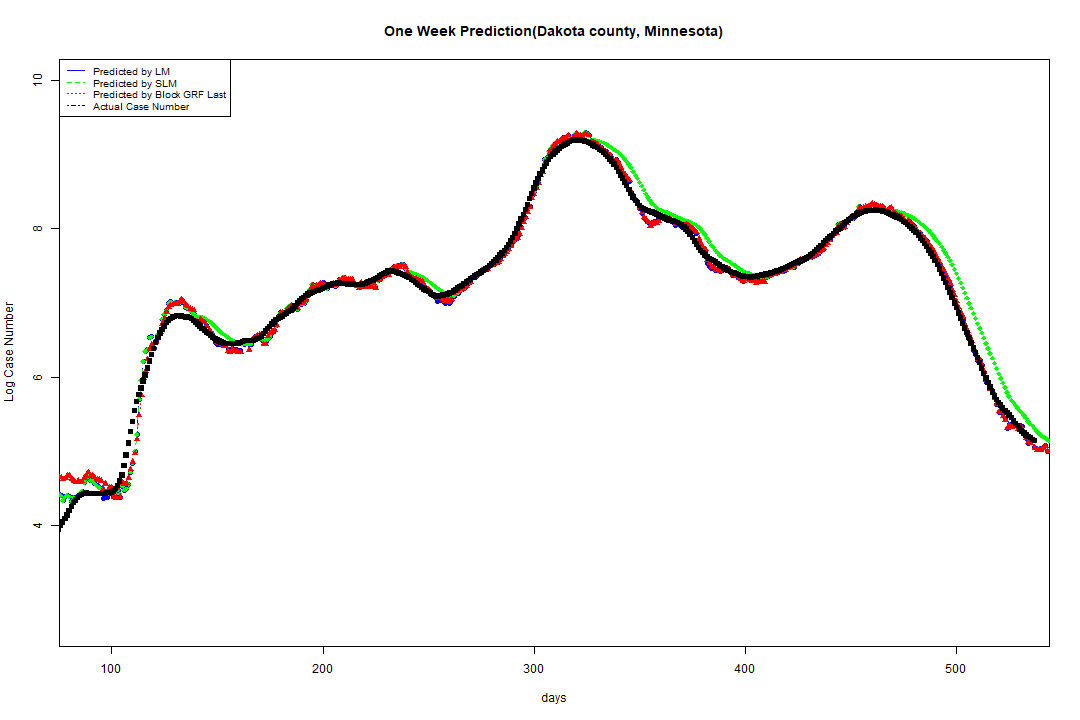 One Week Prediction(Dakota county, Minnesota)
Predicted by LM
Predicted by SLM
Predicted by Block GRF Last
Actual Case Number
10
8
6
4
Log Case Number
100 200 300 400 500
days